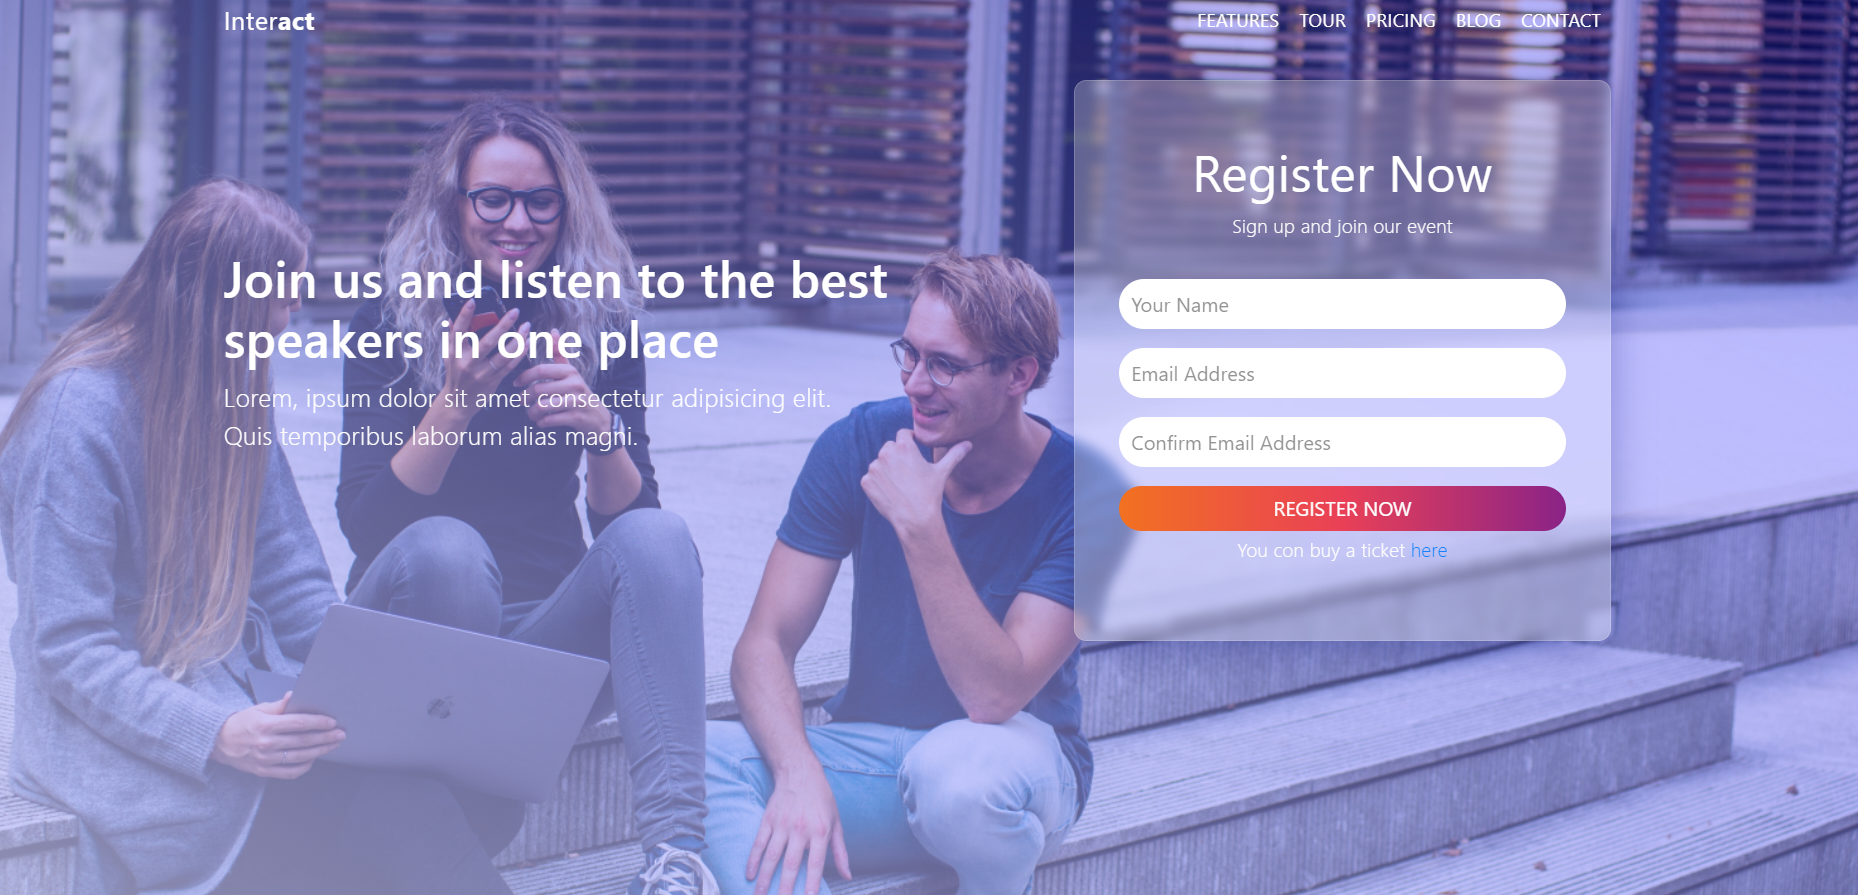 Interact
FEATURES TOUR PRICING BLOG CONTACT
Join us and listen to the best
speakers in one place
Lorem, ipsum dolor sit amet consectetur adipisicing elit.
Quis temporibus laborum alias magni.
Register Now
Sign up and join our event
Your Name
Email Address
Confirm Email Address
REGISTER NOW
You con buy a ticket here